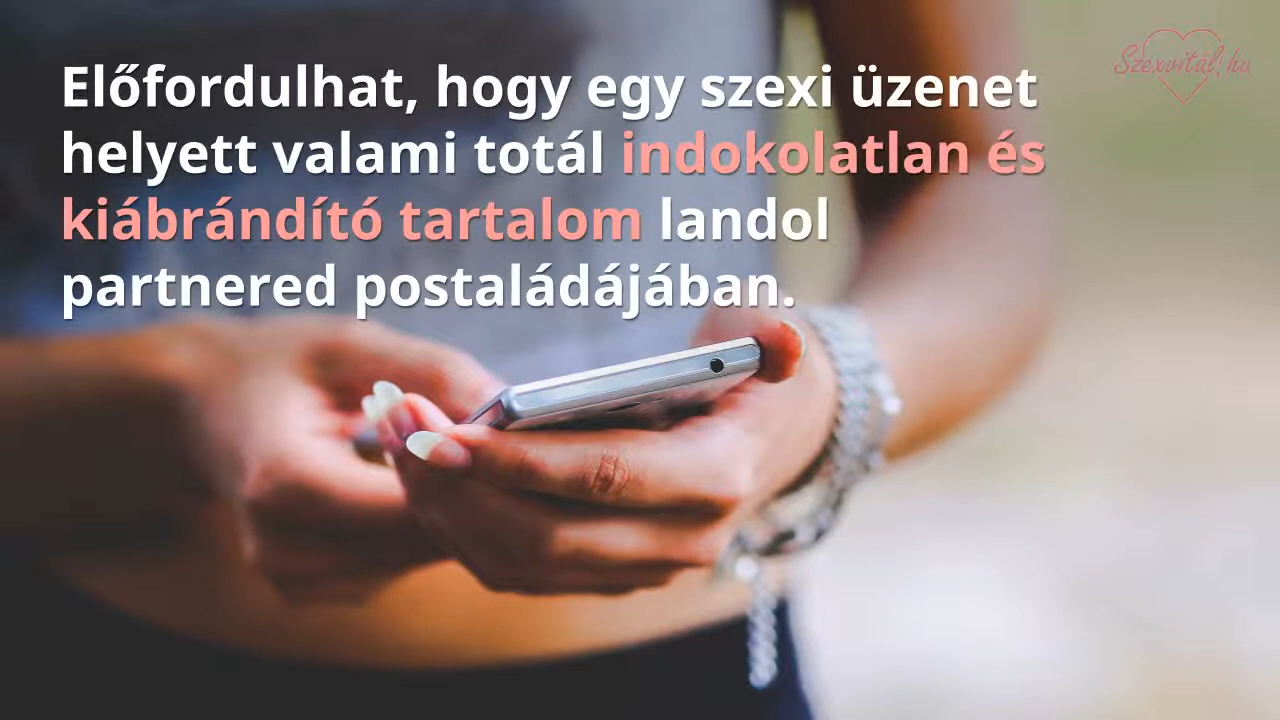 Szexvital.hu
Előfordulhat, hogy egy szexi üzenet
helyett valami totál indokolatlan és
kiábrándító tartalom landol
partnered postaládájában.